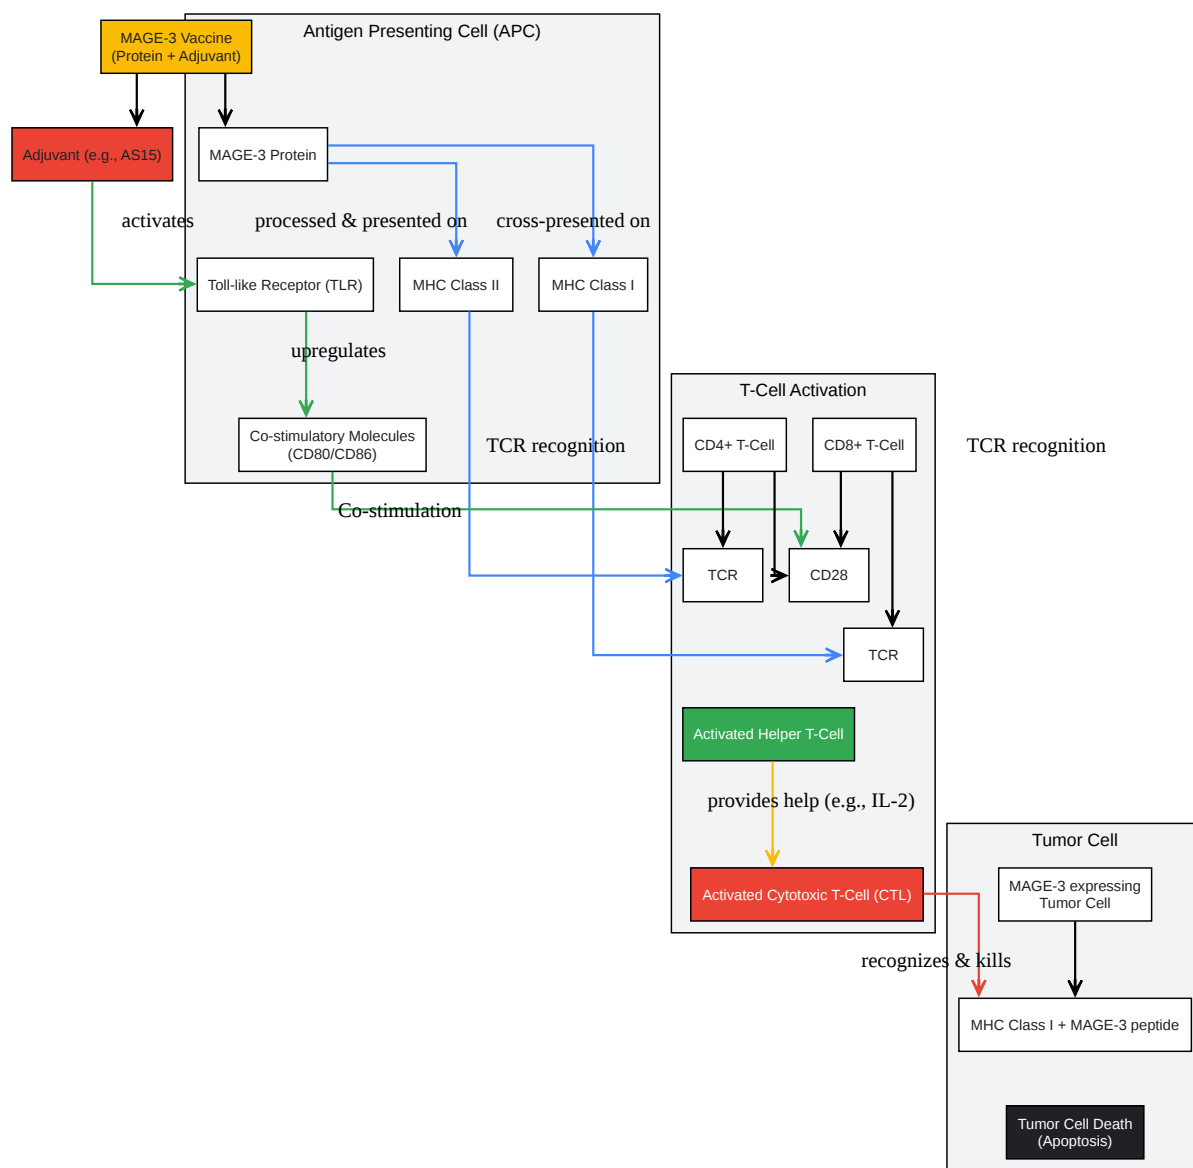 Antigen Presenting Cell (APC)
MAGE-3 Vaccine
(Protein + Adjuvant)
Adjuvant (e.g., AS15)
MAGE-3 Protein
activates
processed & presented on
cross-presented on
Toll-like Receptor (TLR)
MHC Class II
MHC Class I
upregulates
T-Cell Activation
Co-stimulatory Molecules
(CD80/CD86)
TCR recognition
CD4+ T-Cell
CD8+ T-Cell
TCR recognition
Co-stimulation
TCR
CD28
TCR
Activated Helper T-Cell
provides help (e.g., IL-2)
Activated Cytotoxic T-Cell (CTL)
Tumor Cell
MAGE-3 expressing
Tumor Cell
recognizes & kills
MHC Class I + MAGE-3 peptide
Tumor Cell Death
(Apoptosis)